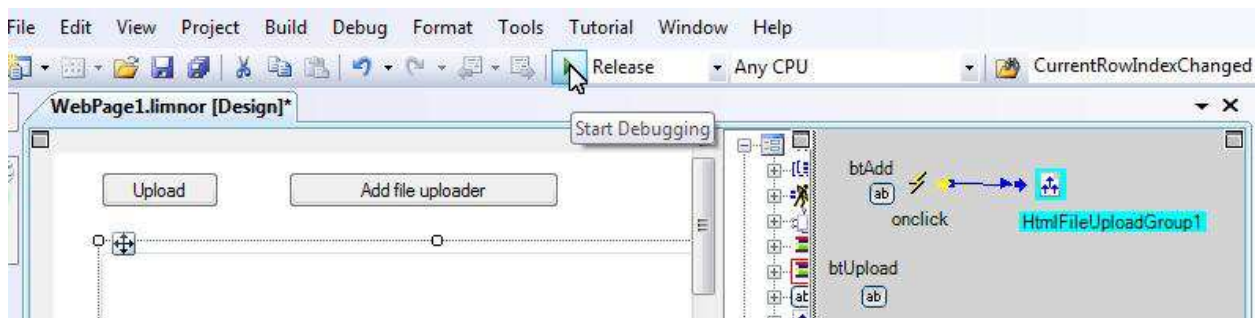 File Edit View Project Build Debug Format Tools Tutorial Window Help
Release Any CPU CurrentRowIndexChanged
WebPage1.limnor [Design]*
Start Debugging
Upload Add file uploader
btAdd
ab
onclick HtmlFileUploadGroup1
btUpload
ab
ab